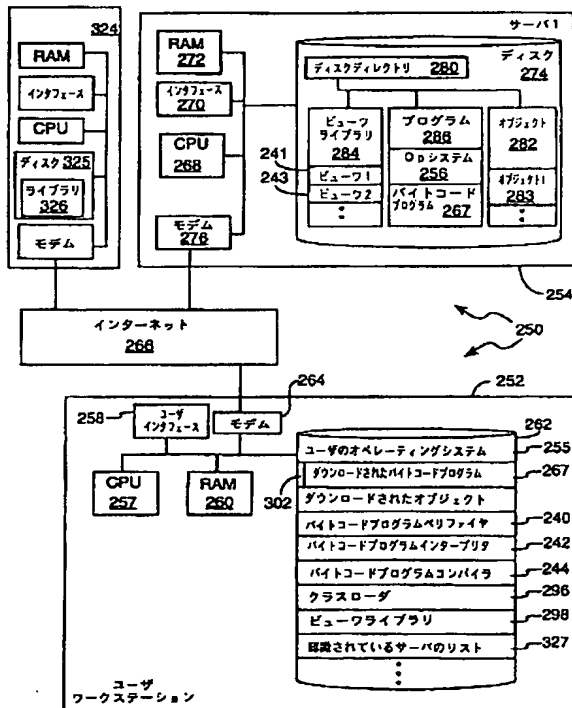 324
RAM
インタフェース
CPU
ディスク 325
ライブラリ
326
モデム
サーバ1
RAM
272
インタフェース
270
CPU
268
モデム
276
ディスク
274
ディスクディレクトリ 280
ビューワ
ライブラリ
284
241
ビューワ1
243
ビューワ2
プログラム
286
Opシステム
256
バイトコード
プログラム 267
オブジェクト
282
オブジェクト1
283
254
インターネット
266
250
252
258
ユーザ
インタフェース
モデム
264
CPU
257
RAM
260
302
262
ユーザのオペレーティングシステム
255
ダウンロードされたバイトコードプログラム
267
ダウンロードされたオブジェクト
バイトコードプログラムベリファイヤ
240
バイトコードプログラムインタープリタ
242
バイトコードプログラムコンパイラ
244
クラスローダ
296
ビューワライブラリ
298
認識されているサーバのリスト
327
ユーザ
ワークステーション